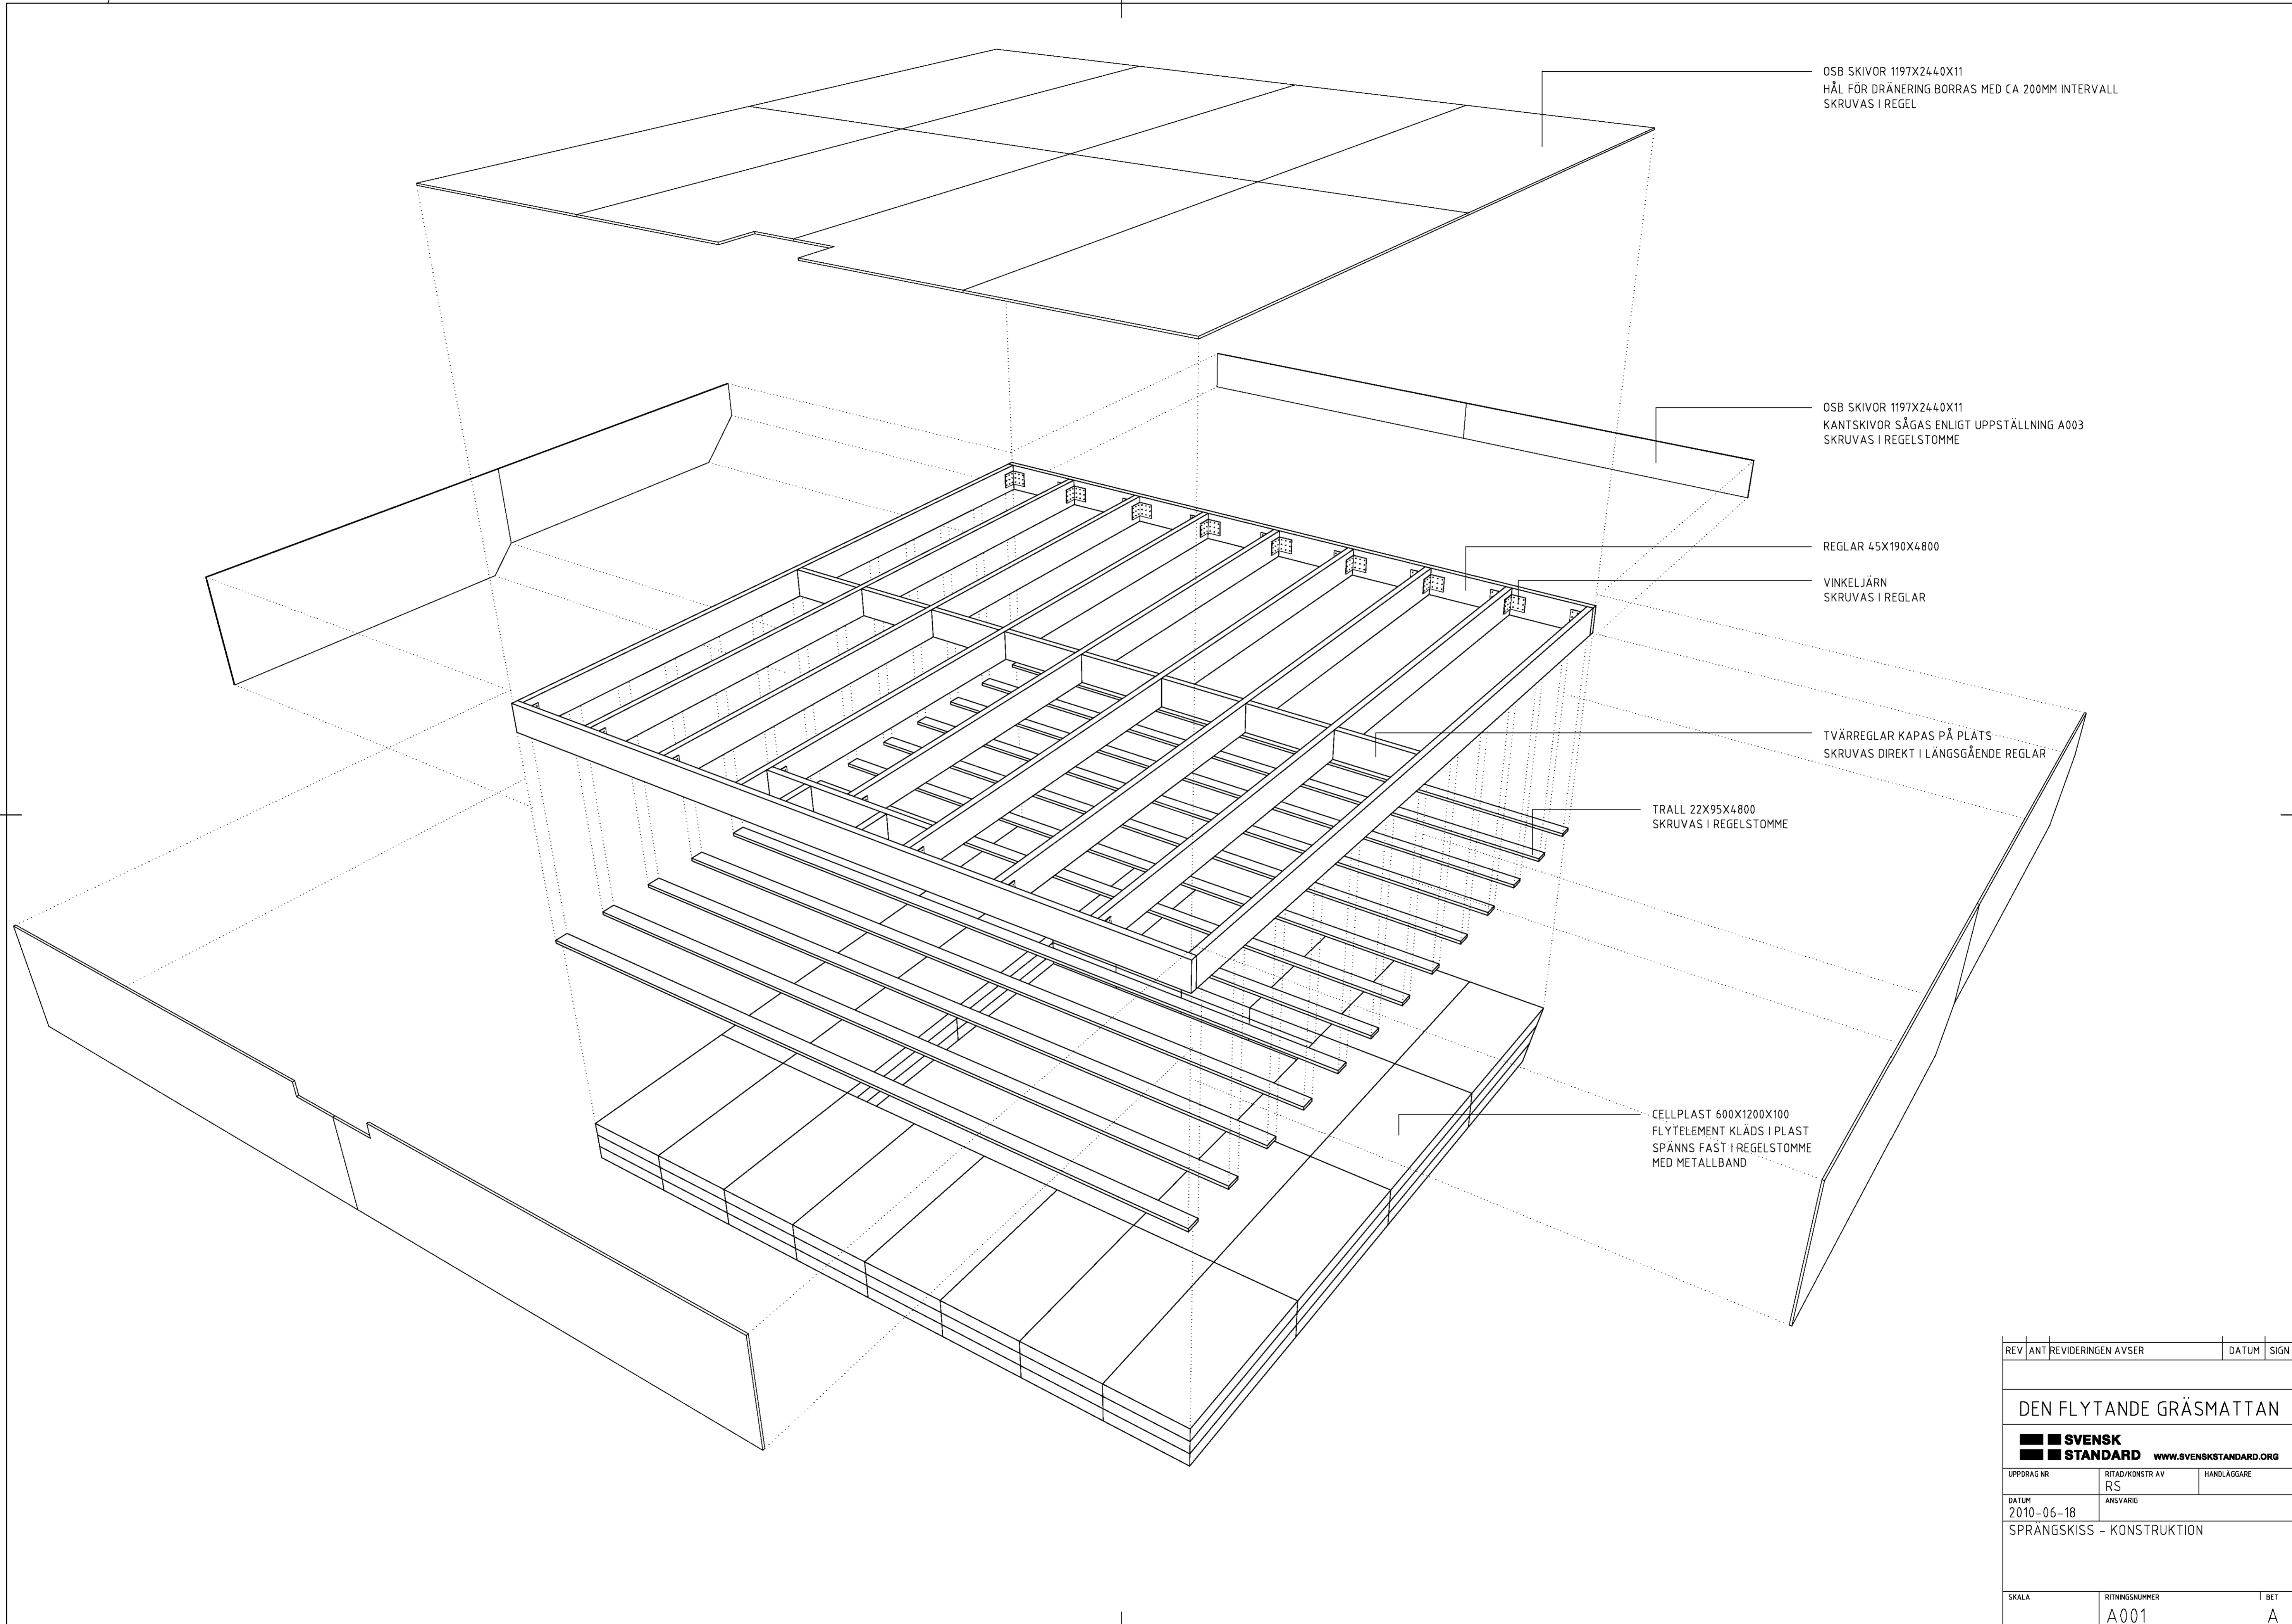 OSB SKIVOR 1197X2440X11
HÅL FÖR DRÄNERING BORRAS MED CA 200MM INTERVALL
SKRUVAS I REGEL
OSB SKIVOR 1197X2440X11
KANTSKIVOR SÅGAS ENLIGT UPPSTÄLLNING A003
SKRUVAS I REGELSTOMME
REGLAR 45X190X4800
VINKELJÄRN
SKRUVAS I REGLAR
TVÄRREGLAR KAPAS PÅ PLATS
SKRUVAS DIREKT I LÄNGSGÅENDE REGLAR
TRALL 22X95X4800
SKRUVAS I REGELSTOMME
CELLPLAST 600X1200X100
FLYTELEMENT KLÄDS I PLAST
SPÄNNS FAST I REGELSTOMME
MED METALLBAND
REV ANT REVIDERINGEN AVSER DATUM SIGN
DEN FLYTANDE GRÄSMATTAN
SVENSK
STANDARD WWW.SVENSKSTANDARD.ORG
UPPDRAG NR RITAD/KONSTR AV HANDLÄGGARE
RS
DATUM ANSVARIG
2010-06-18
SPRÄNGSKISS - KONSTRUKTION
SKALA RITNINGSNUMMER BET
A001 A